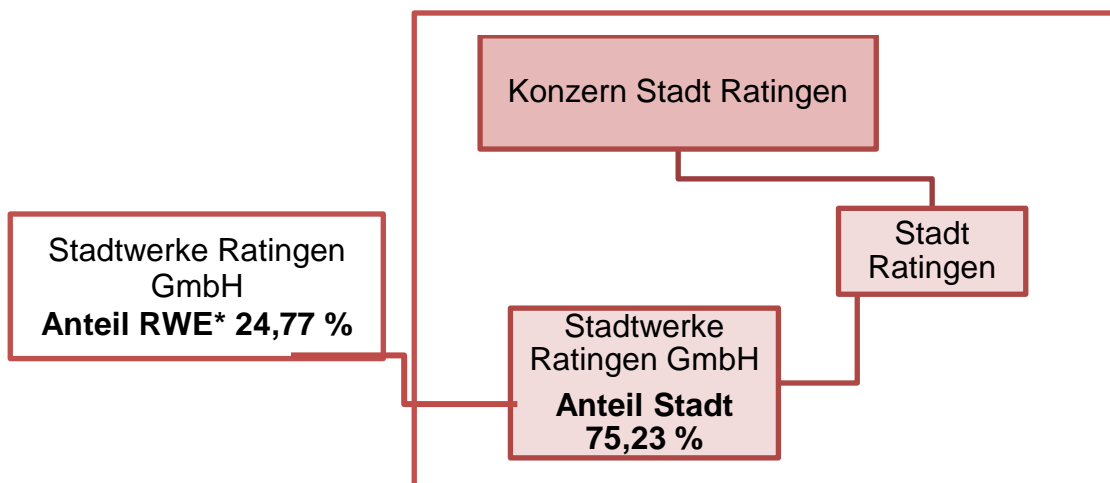 Konzern Stadt Ratingen
Stadt
Ratingen
Stadtwerke Ratingen
GmbH
Anteil RWE* 24,77 %
Stadtwerke
Ratingen GmbH
Anteil Stadt
75,23 %